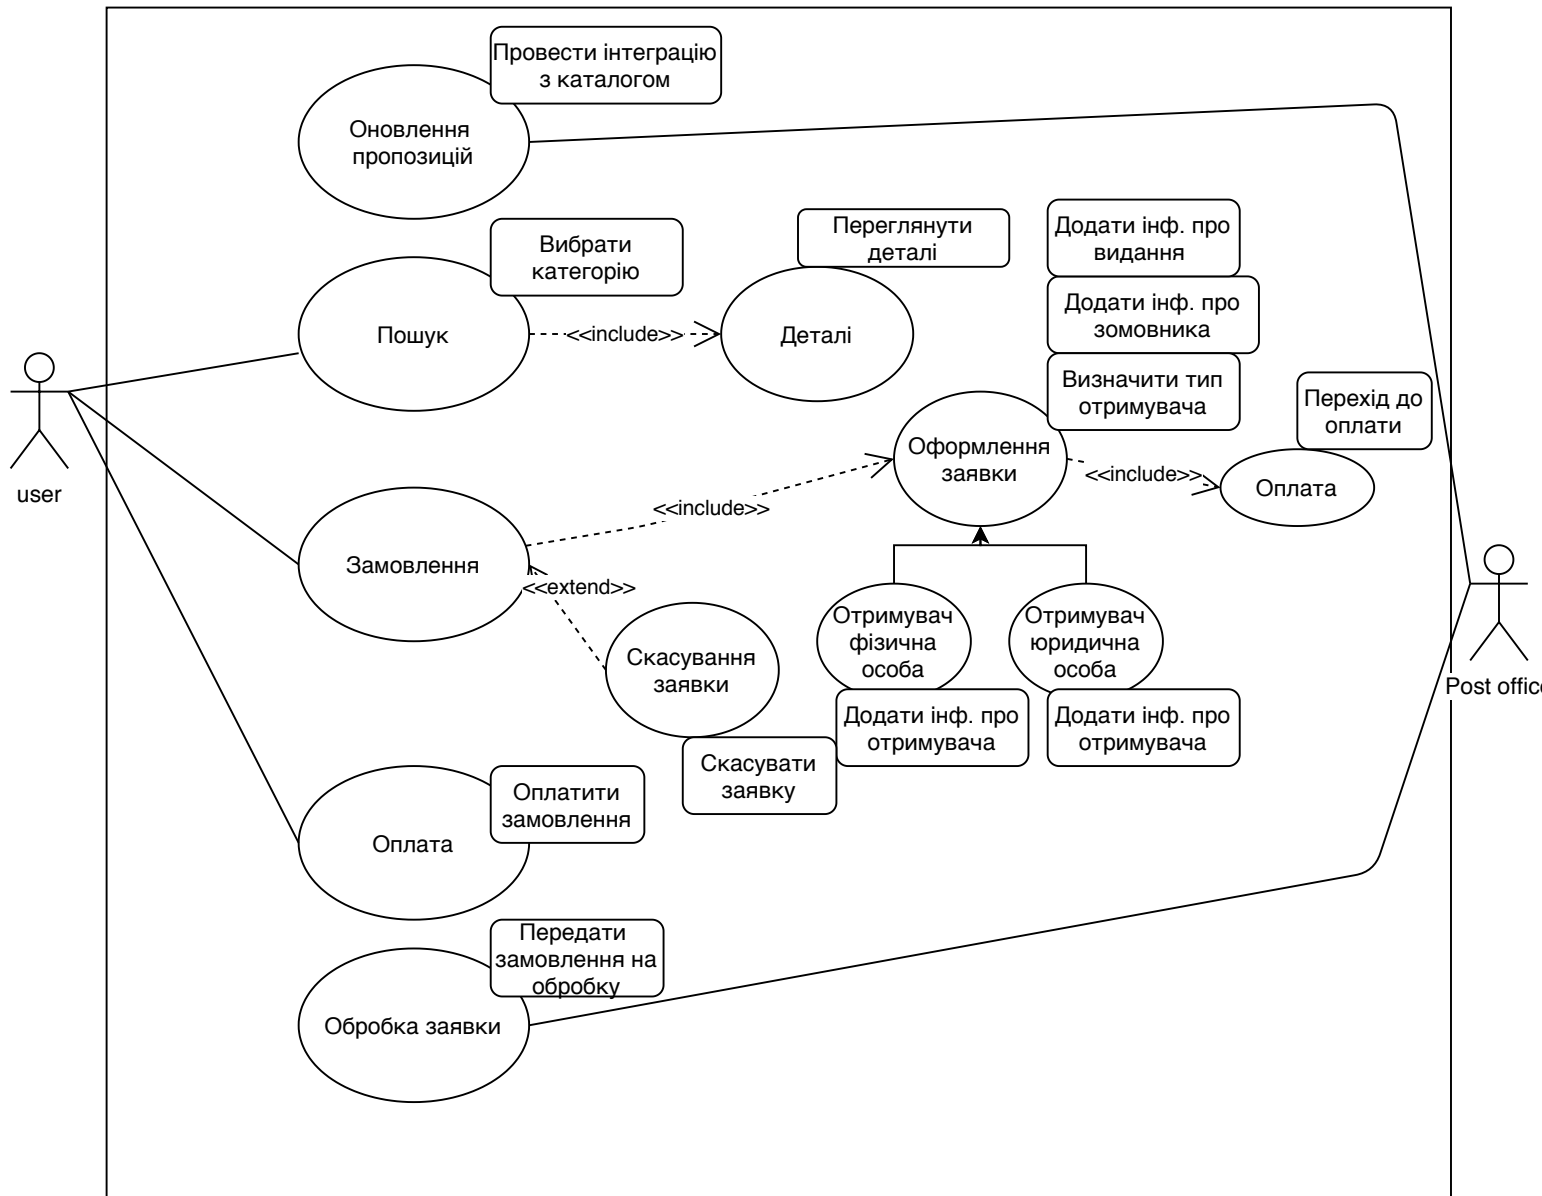 Провести інтеграцію
з каталогом
Оновлення
пропозицій
Вибрати
категорію
Переглянути
деталі
Додати інф. про
видання
Додати інф. про
зомовника
Визначити тип
отримувача
Пошук
<<include>>
Деталі
Перехід до
оплати
user
Оформлення
заявки
<<include>>
Оплата
<<include>>
Замовлення
<<extend>>
Скасування
заявки
Отримувач
фізична
особа
Отримувач
юридична
особа
Post office
Додати інф. про
отримувача
Додати інф. про
отримувача
Скасувати
заявку
Оплатити
замовлення
Оплата
Передати
замовлення на
обробку
Обробка заявки